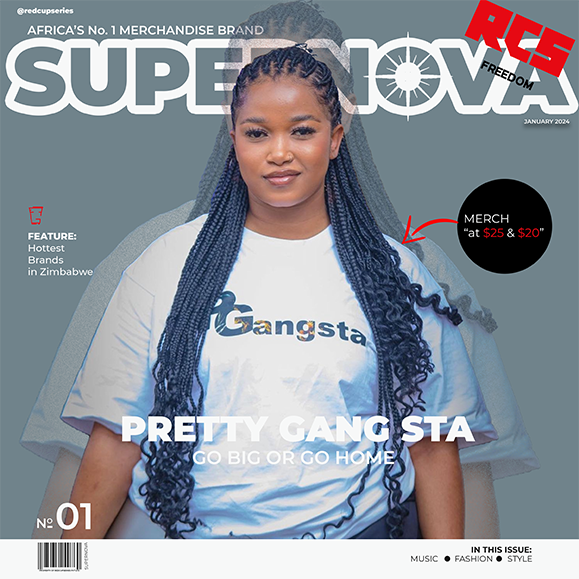 @redcupseries
AFRICA'S No. 1 MERCHANDISE BRAND
SUPERNOVA
RCS
FREEDOM
JANUARY 2024
MERCH
"at $25 & $20"
FEATURE:
Hottest
Brands
in Zimbabwe
Gangsta
PRETTY GANG STA
GO BIG OR GO HOME
№ 01
SUPERNOVA
IN THIS ISSUE:
MUSIC ● FASHION ● STYLE